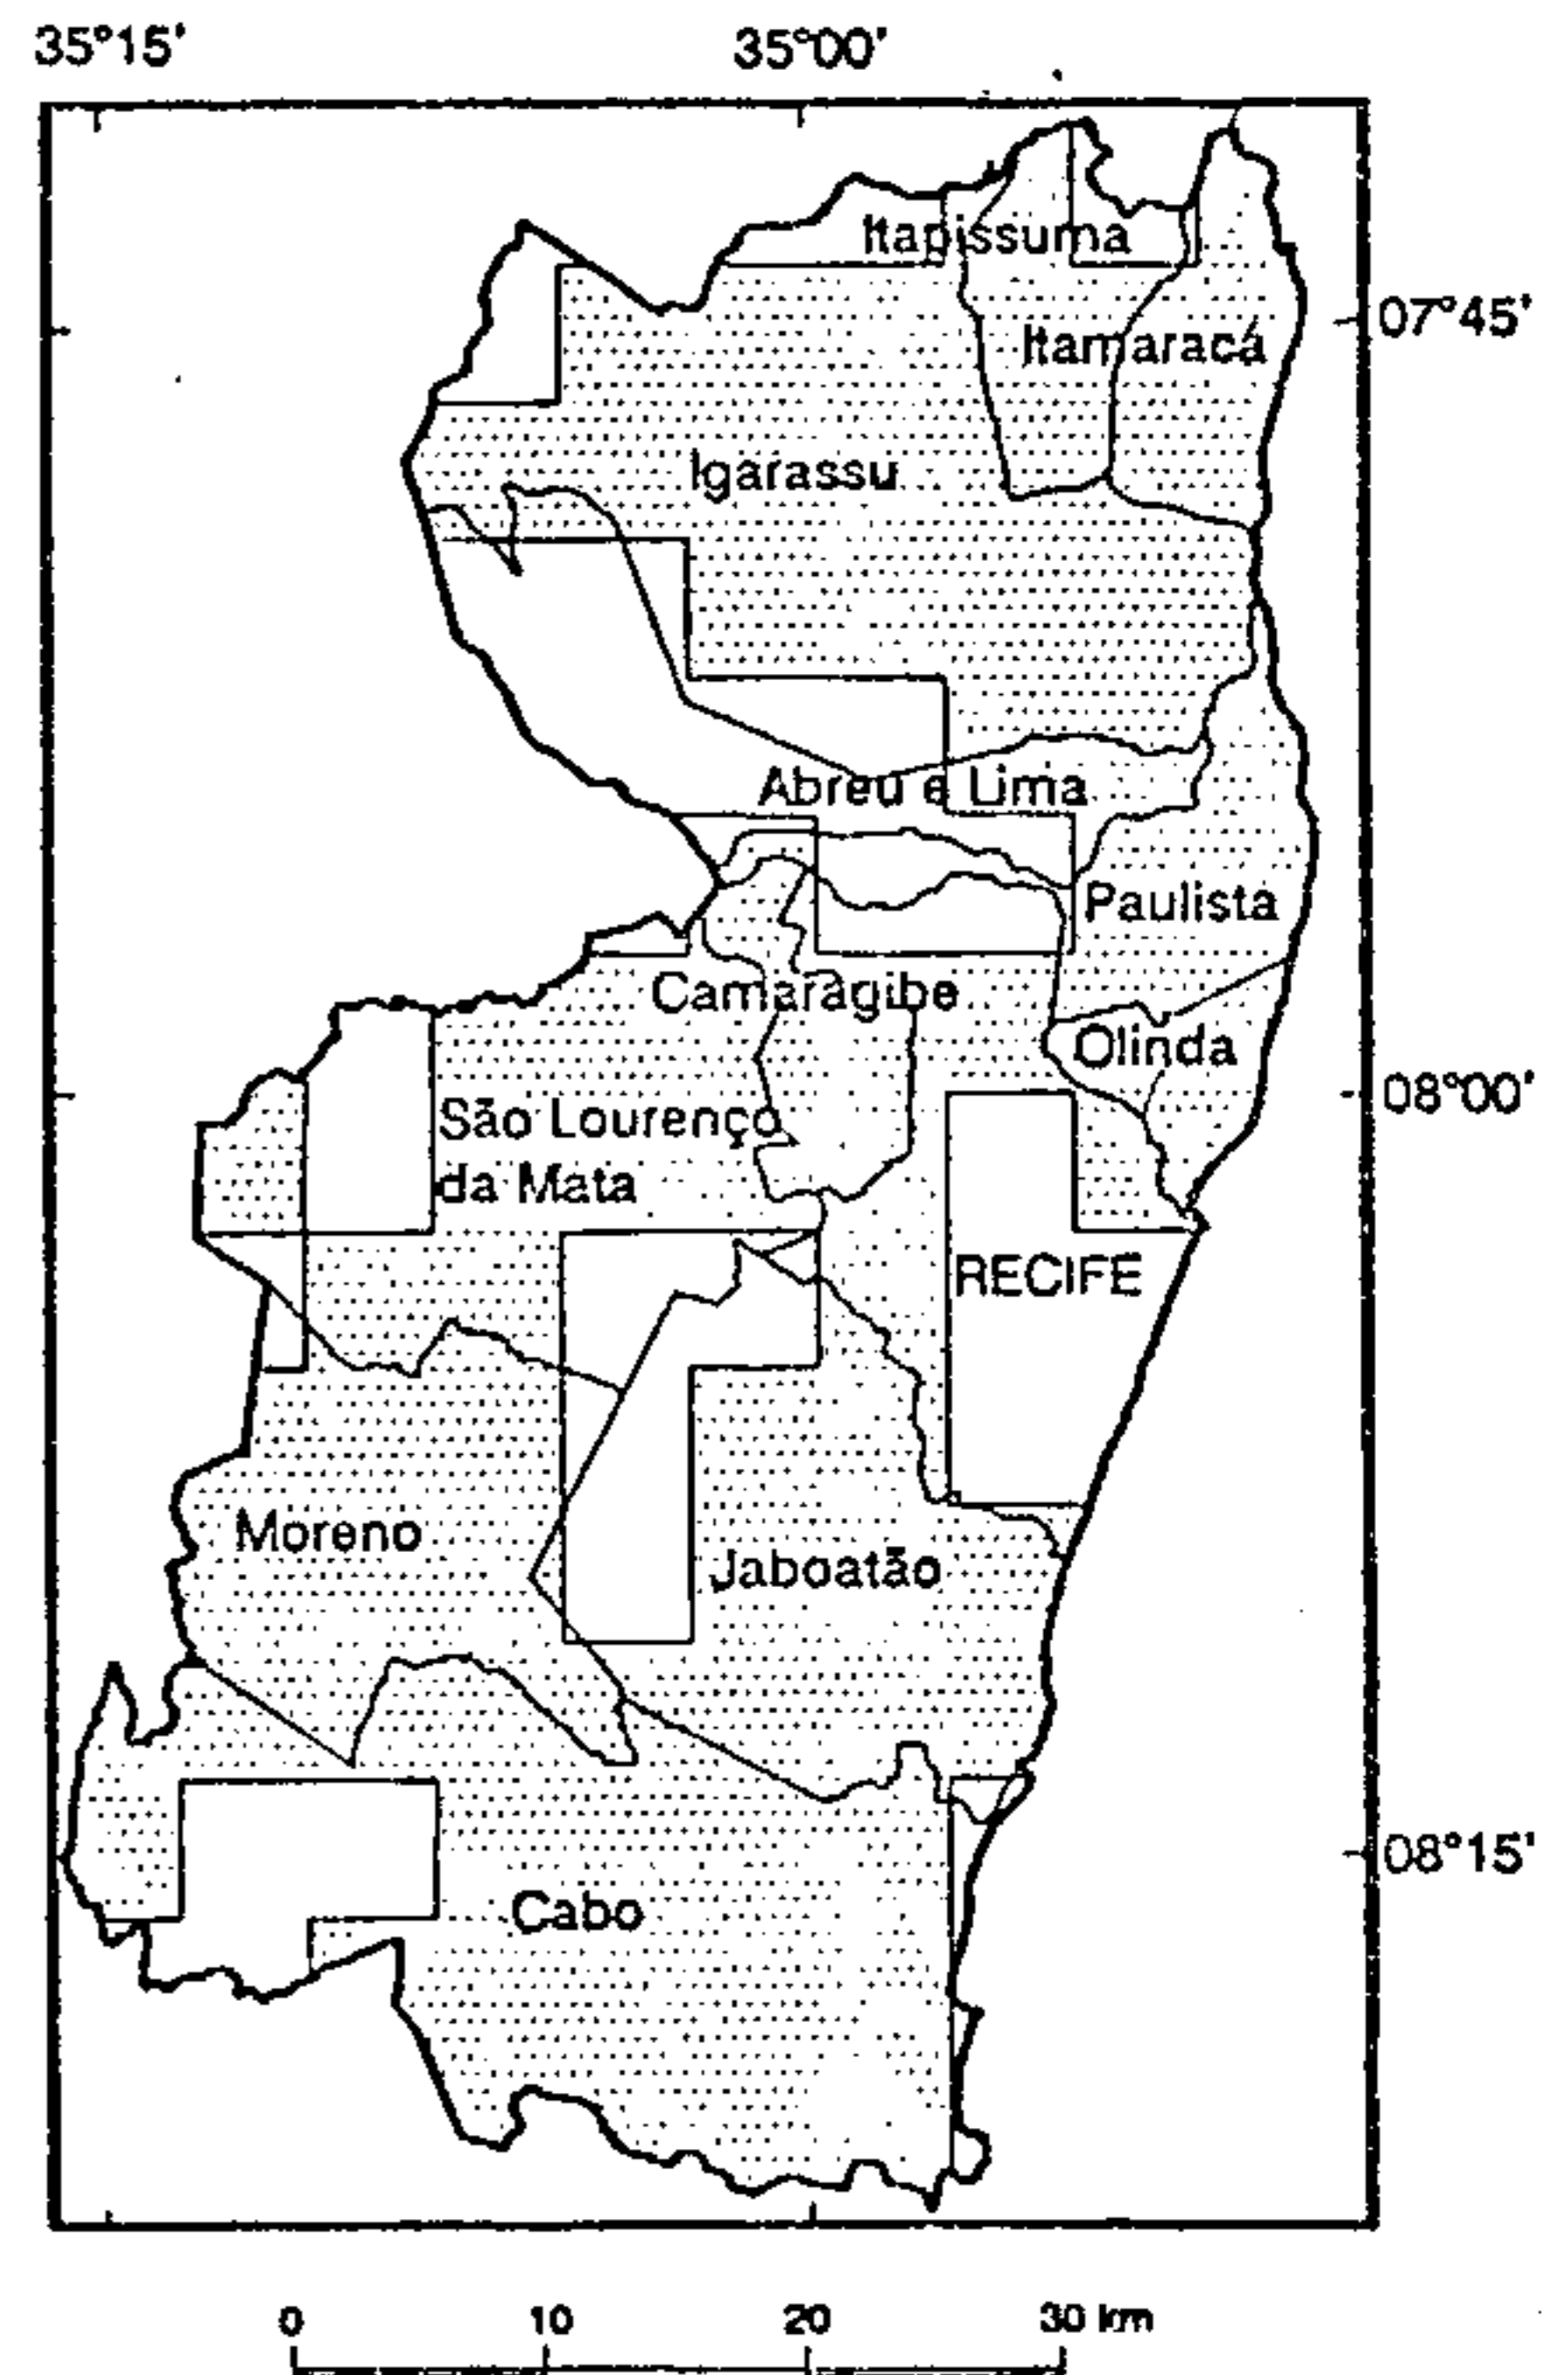 35°15' 35°00'
Itapissuma
07°45'
Itamaracá
Igarassu
Abreu e Lima
Paulista
Camaragibe
Olinda
08°00'
São Lourenço
da Mata
RECIFE
Moreno
Jaboatão
08°15'
Cabo
0 10 20 30 km